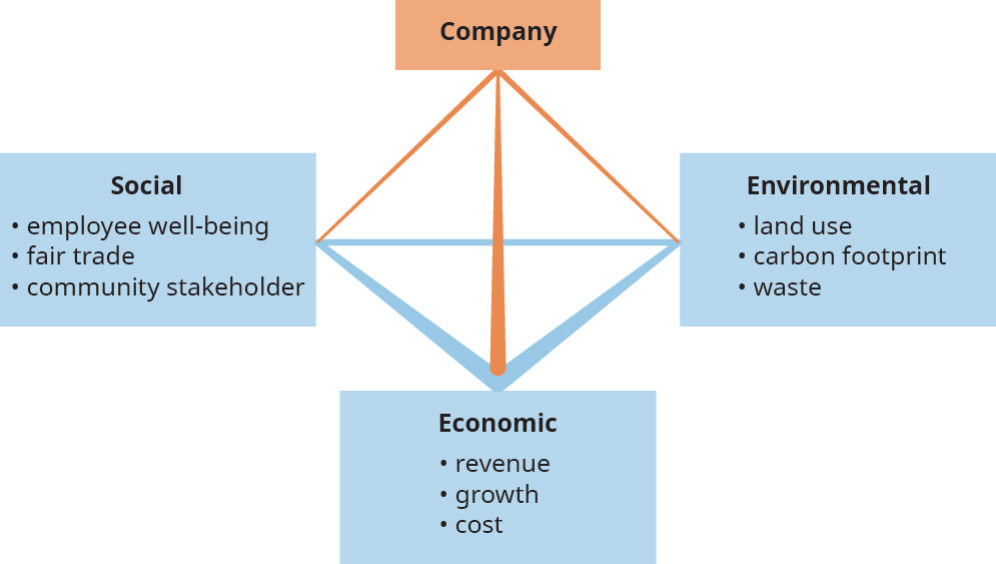 Company
Social
• employee well-being
• fair trade
• community stakeholder
Environmental
• land use
• carbon footprint
• waste
Economic
• revenue
• growth
• cost